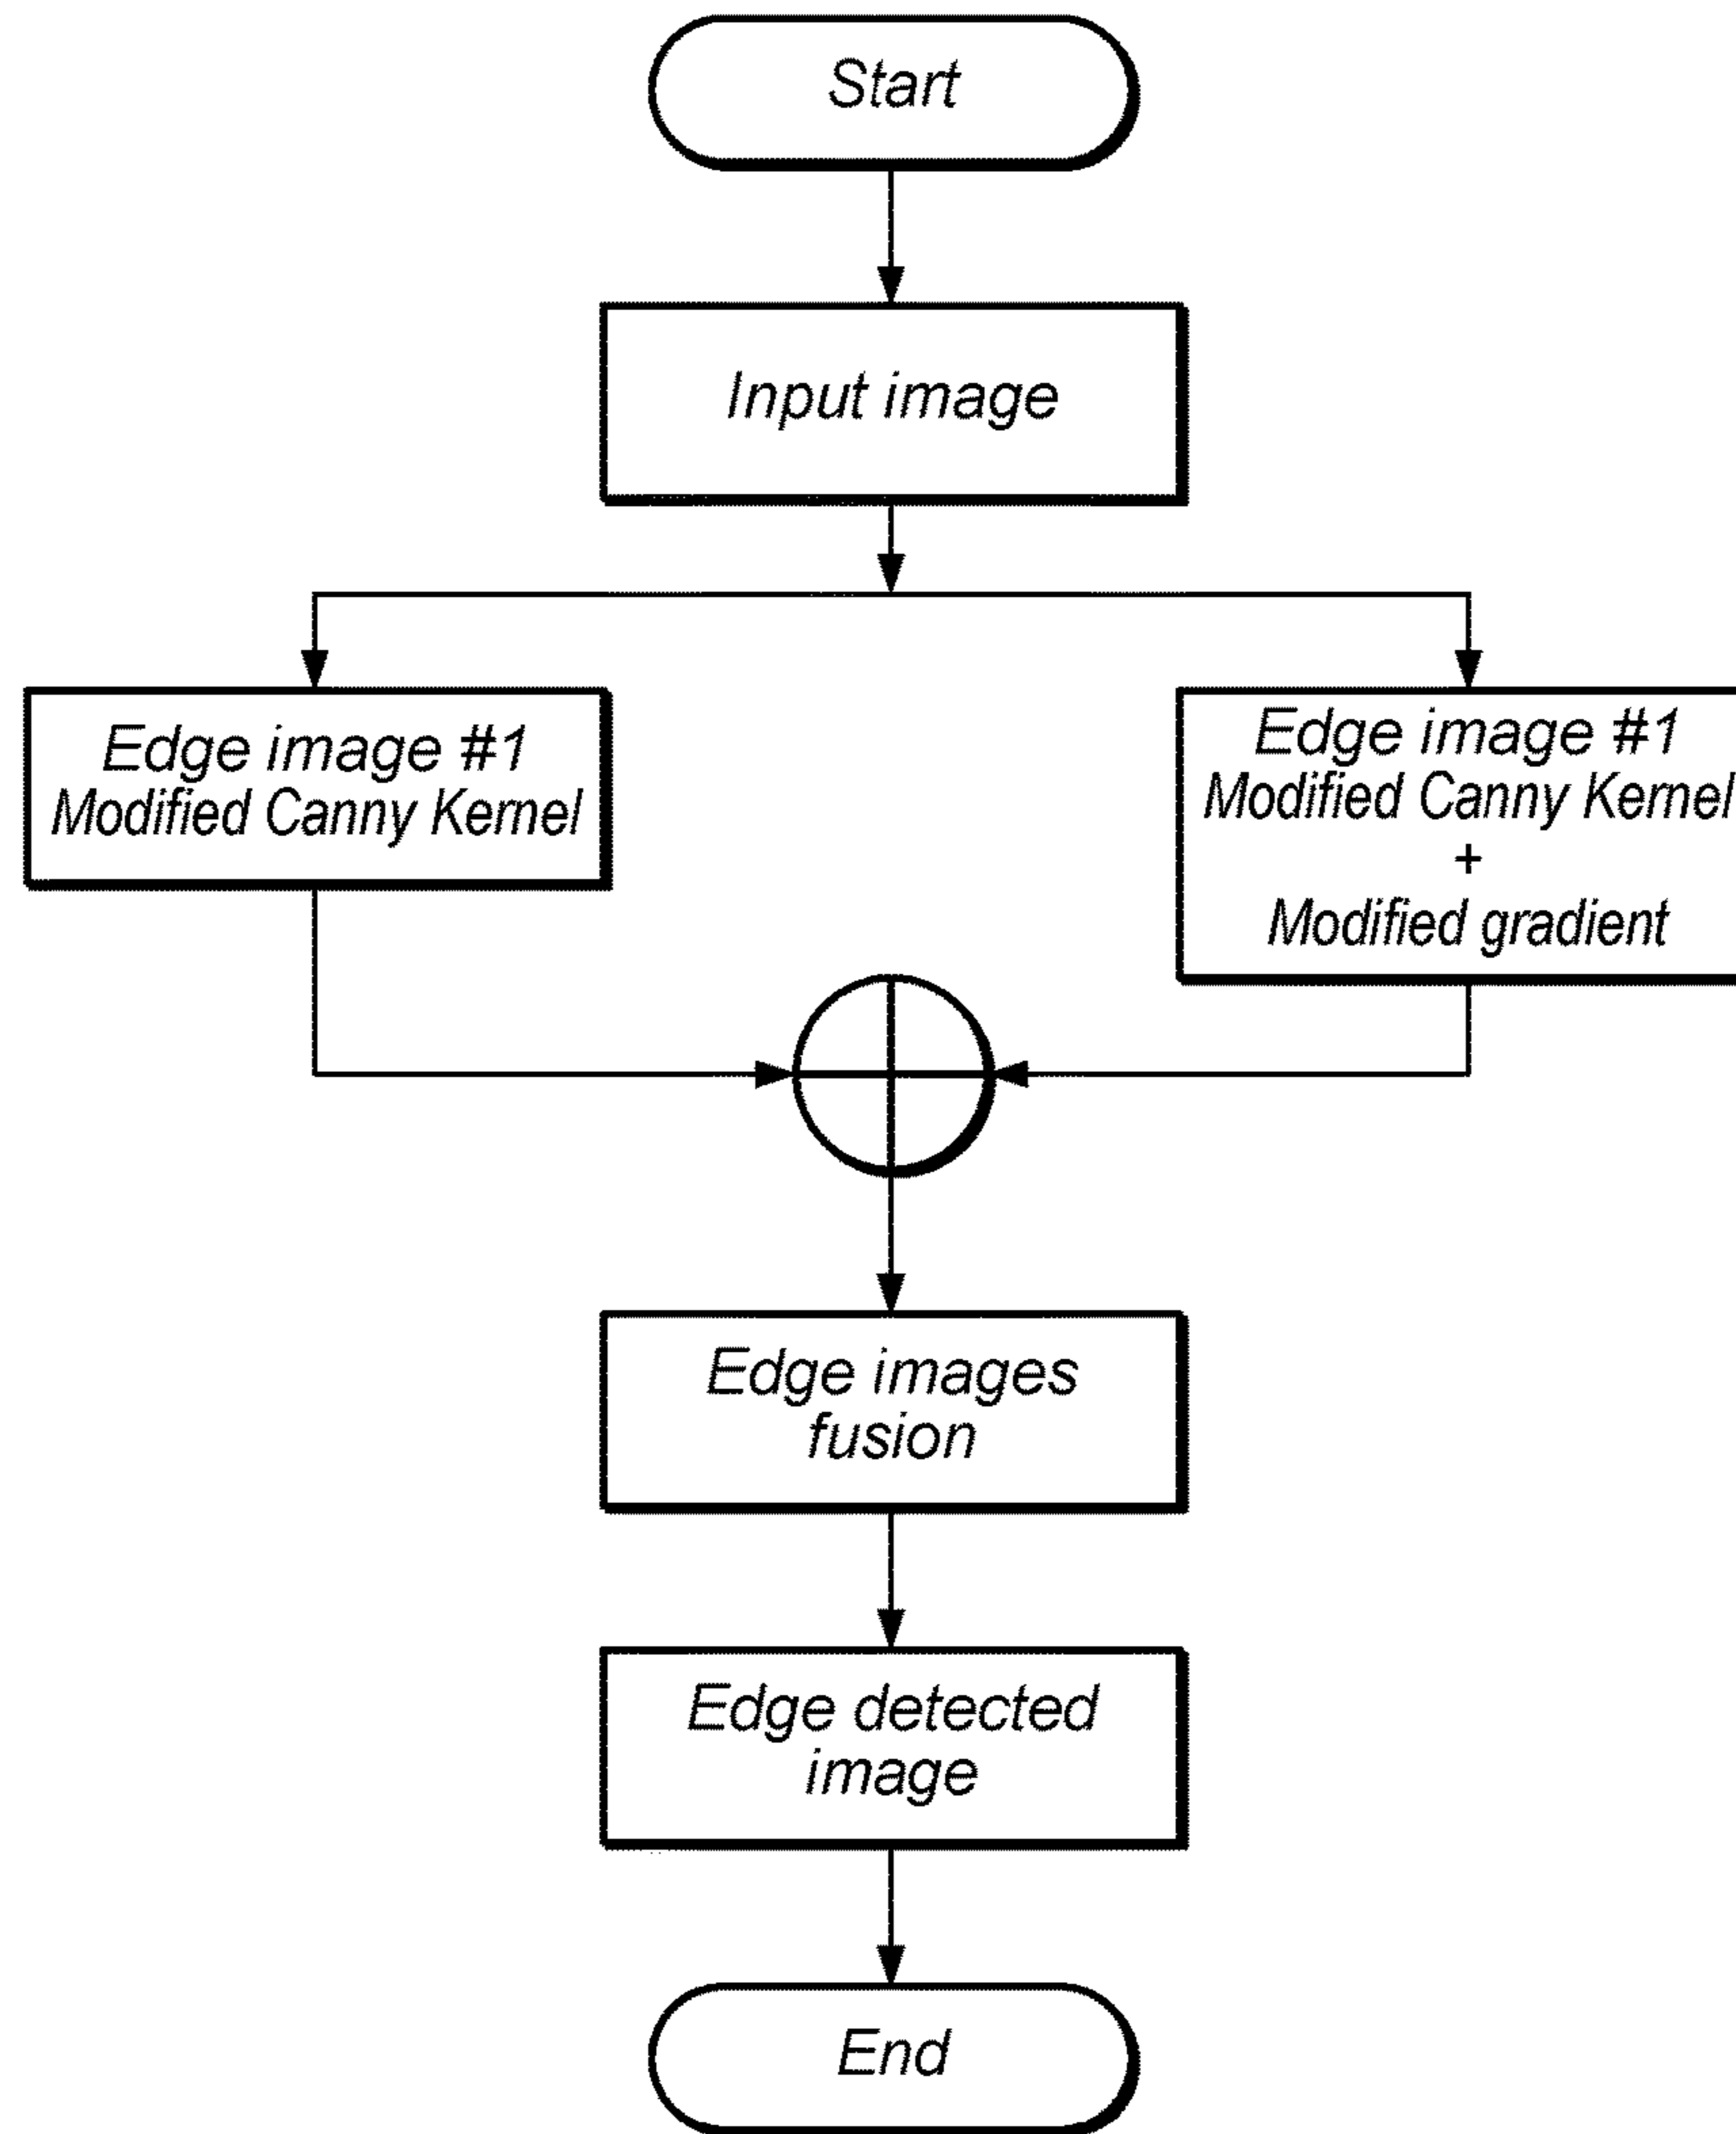 Start
Input image
Edge image #1
Modified Canny Kernel
Edge image #1
Modified Canny Kernel
+
Modified gradient
Edge images
fusion
Edge detected
image
End